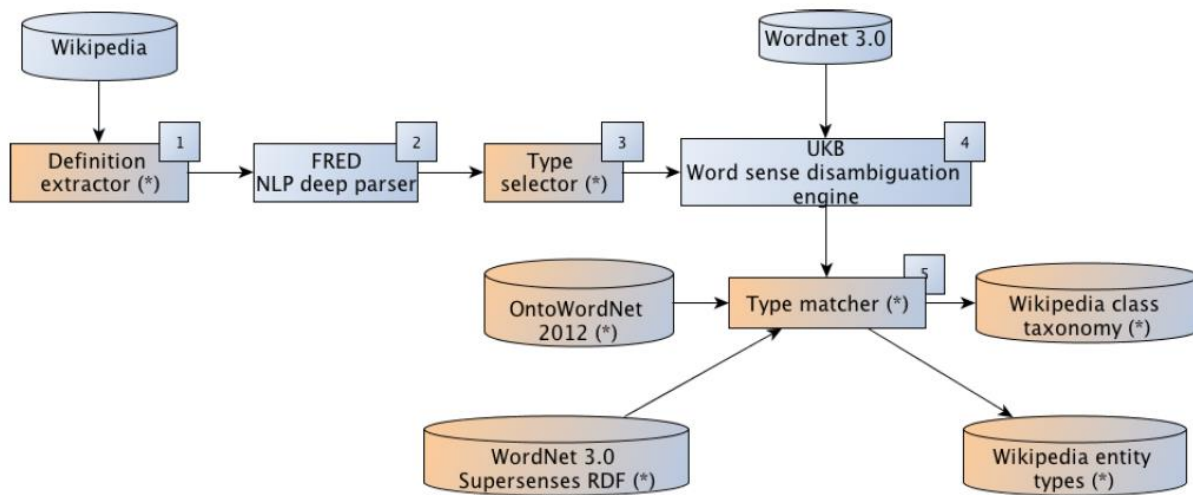 Wikipedia
Wordnet 3.0
1
Definition
extractor (*)
2
FRED
NLP deep parser
3
Type
selector (*)
4
UKB
Word sense disambiguation
engine
OntoWordNet
2012 (*)
5
Type matcher (*)
Wikipedia class
taxonomy (*)
WordNet 3.0
Supersenses RDF (*)
Wikipedia entity
types (*)